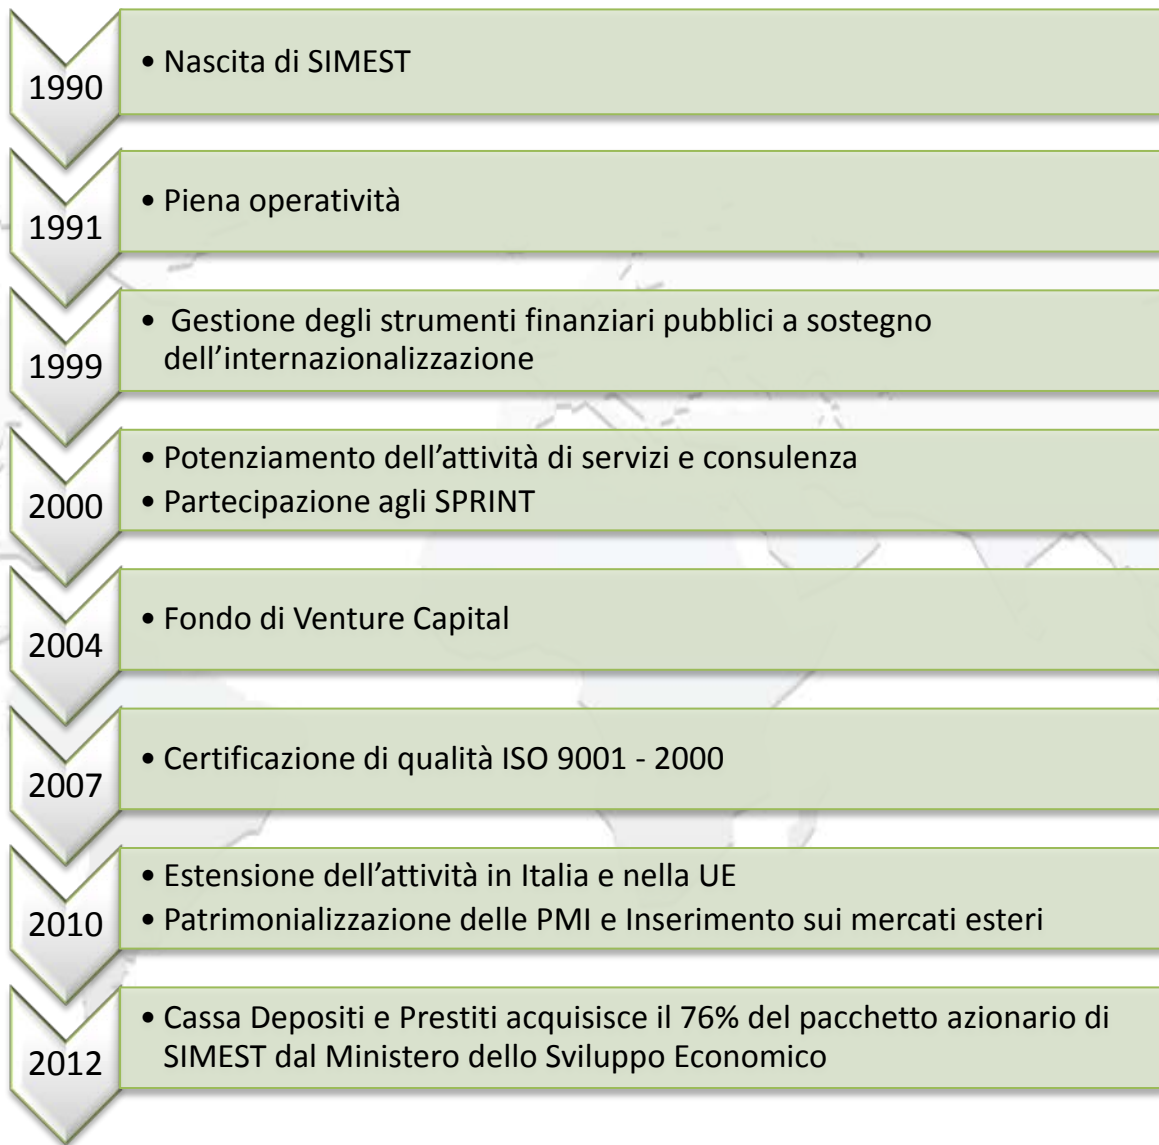 1990
• Nascita di SIMEST
1991
• Piena operatività
1999
• Gestione degli strumenti finanziari pubblici a sostegno
dell’internazionalizzazione
2000
• Potenziamento dell’attività di servizi e consulenza
• Partecipazione agli SPRINT
2004
• Fondo di Venture Capital
2007
• Certificazione di qualità ISO 9001 - 2000
2010
• Estensione dell’attività in Italia e nella UE
• Patrimonializzazione delle PMI e Inserimento sui mercati esteri
2012
• Cassa Depositi e Prestiti acquisisce il 76% del pacchetto azionario di
SIMEST dal Ministero dello Sviluppo Economico